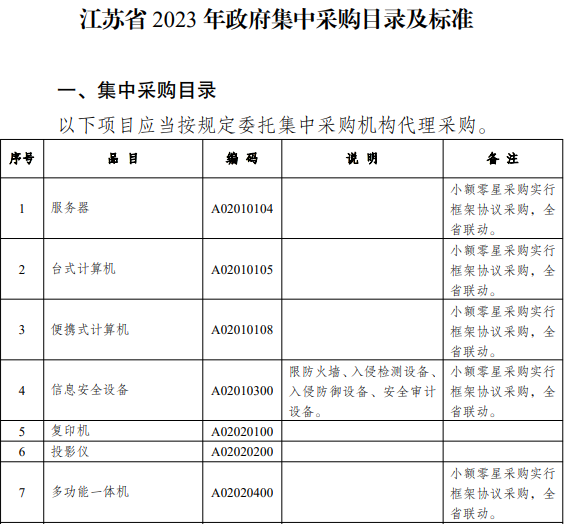 江苏省 2023 年政府集中采购目录及标准
一、集中采购目录
以下项目应当按规定委托集中采购机构代理采购。
序号 品 目 编 码 说 明 备 注
1 服务器 A02010104 小额零星采购实行
框架协议采购，全
省联动。
2 台式计算机 A02010105 小额零星采购实行
框架协议采购，全
省联动。
3 便携式计算机 A02010108 小额零星采购实行
框架协议采购，全
省联动。
4 信息安全设备 A02010300 限防火墙、入侵检测设备、
入侵防御设备、安全审计
设备。
小额零星采购实行
框架协议采购，全
省联动。
5 复印机 A02020100
6 投影仪 A02020200
7 多功能一体机 A02020400 小额零星采购实行
框架协议采购，全
省联动。